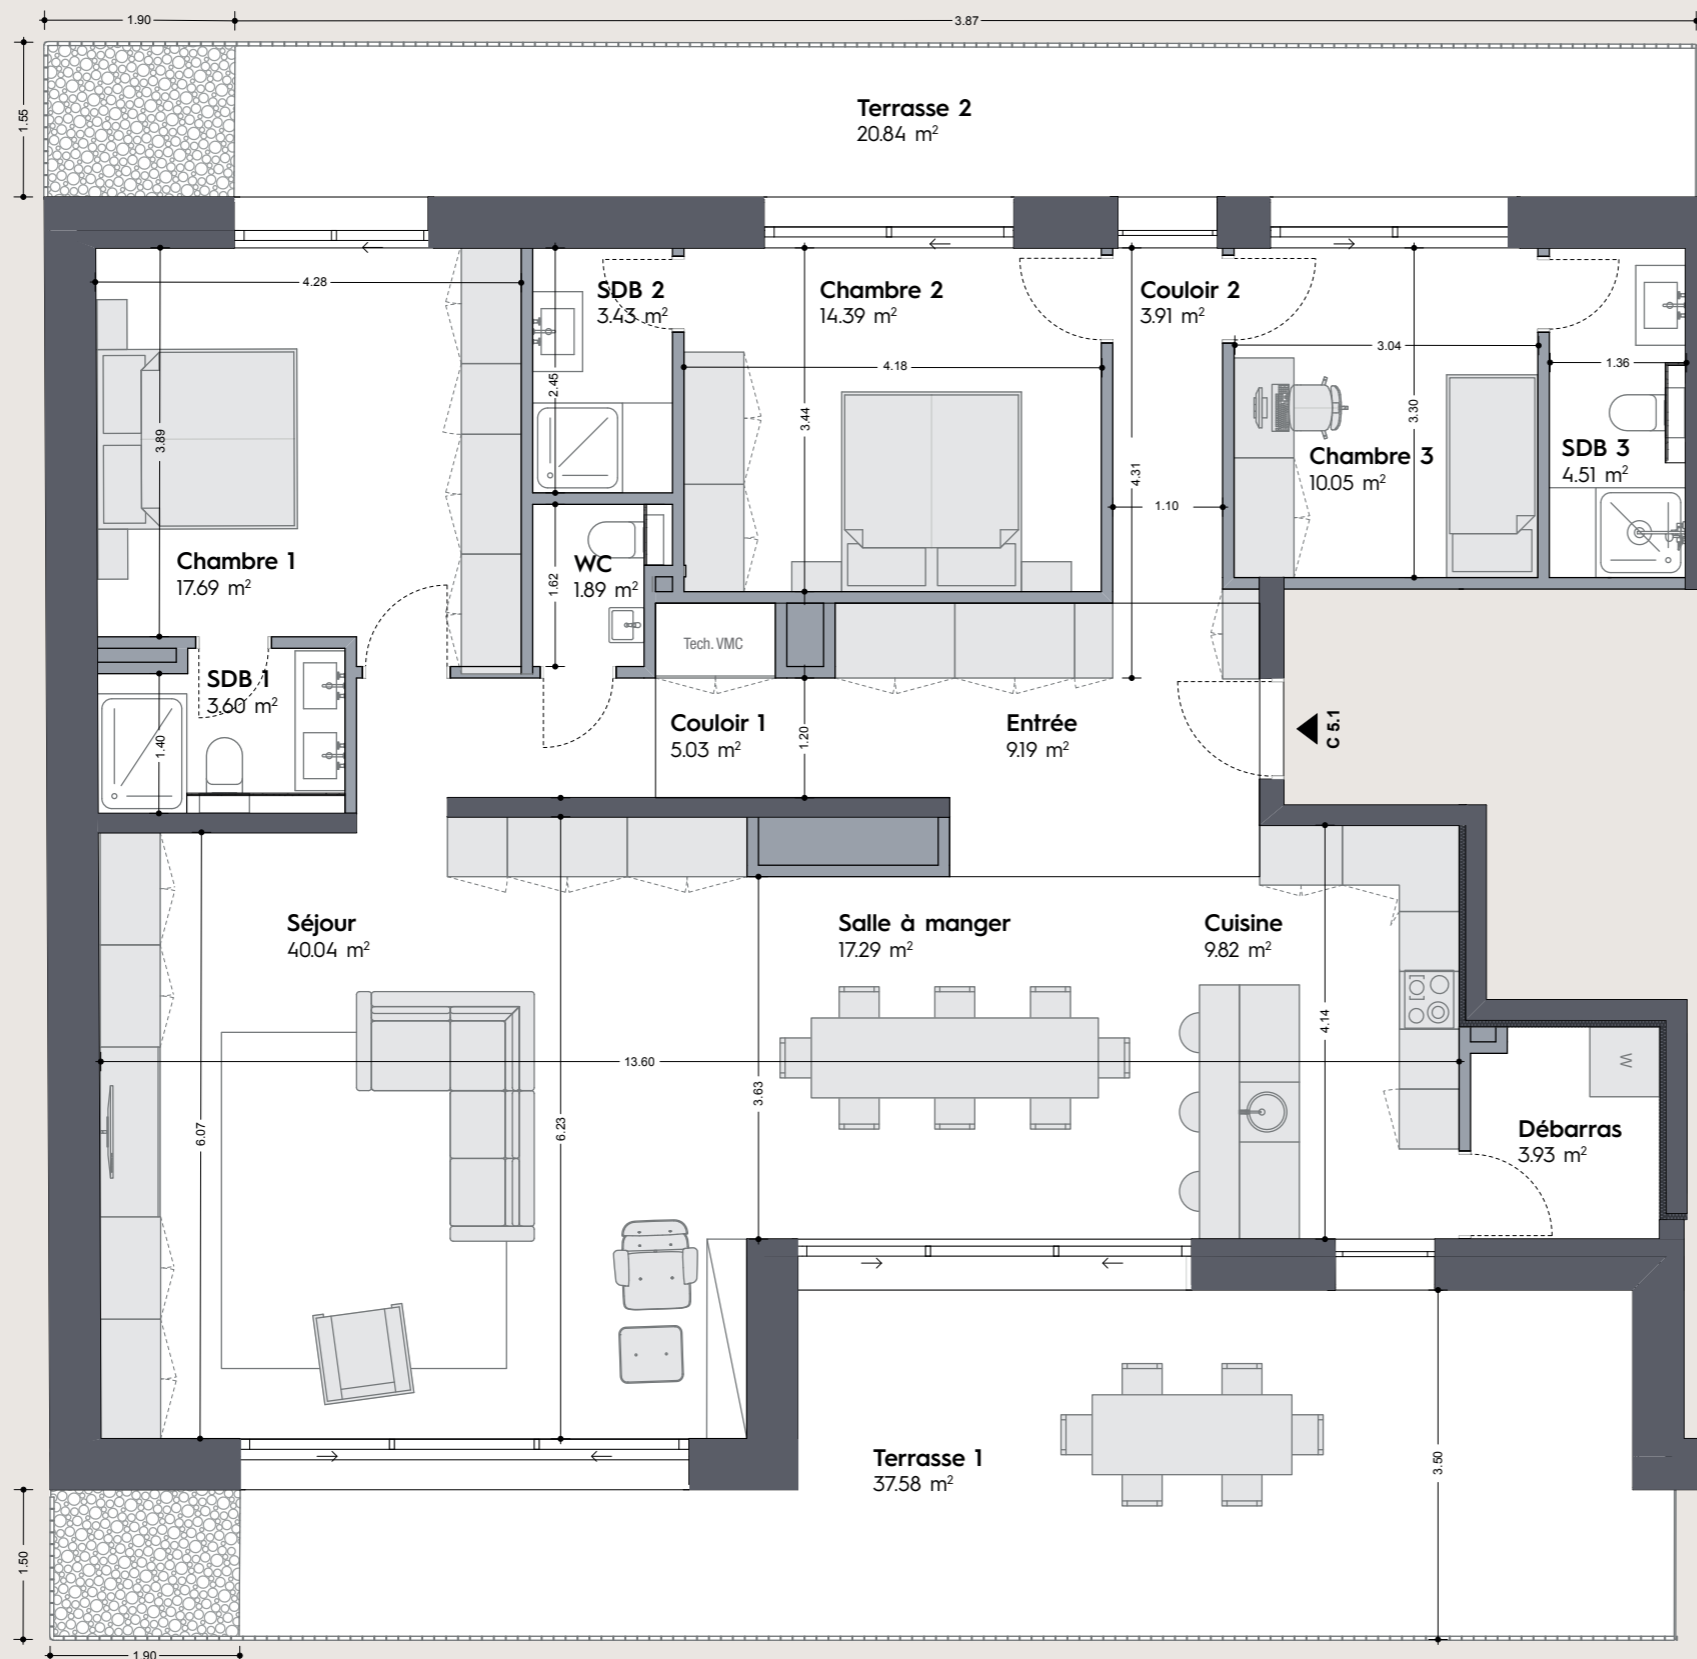 1.90
3.87
1.55
Terrasse 2
20.84 m²
4.28
SDB 2
3.43 m²
Chambre 2
14.39 m²
Couloir 2
3.91 m²
3.04
1.36
4.18
2.45
3.89
3.44
3.30
4.31
SDB 3
4.51 m²
Chambre 3
10.05 m²
1.10
Chambre 1
17.69 m²
WC
1.89 m²
1.62
Tech. VMC
SDB 1
3.60 m²
1.40
Couloir 1
5.03 m²
1.20
Entrée
9.19 m²
C 5.1
Séjour
40.04 m²
Salle à manger
17.29 m²
Cuisine
9.82 m²
4.14
13.60
W
3.63
6.07
6.23
Débarras
3.93 m²
Terrasse 1
37.58 m²
3.50
1.50
1.90